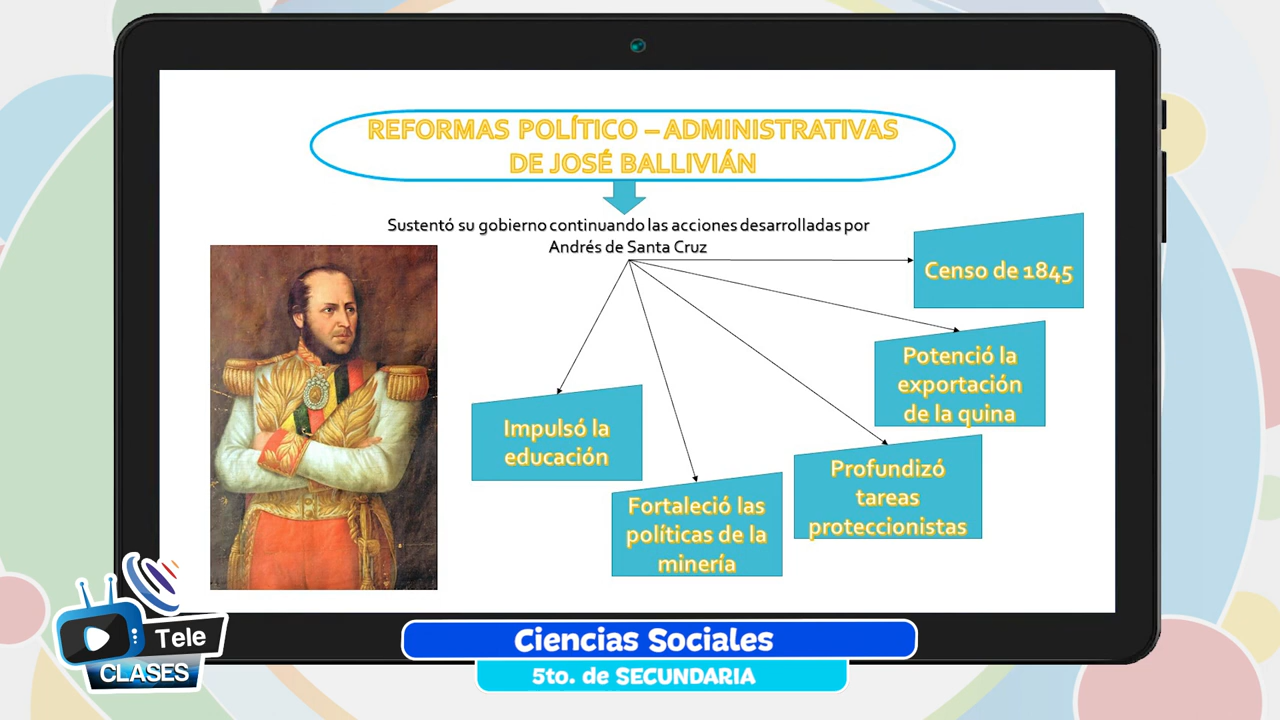 REFORMAS POLÍTICO – ADMINISTRATIVAS
DE JOSÉ BALLIVIÁN
Sustentó su gobierno continuando las acciones desarrolladas por
Andrés de Santa Cruz
Censo de 1845
Potenció la
exportación
de la quina
Impulsó la
educación
Profundizó
tareas
proteccionistas
Fortaleció las
políticas de la
minería
Tele
CLASES
Ciencias Sociales
5to. de SECUNDARIA